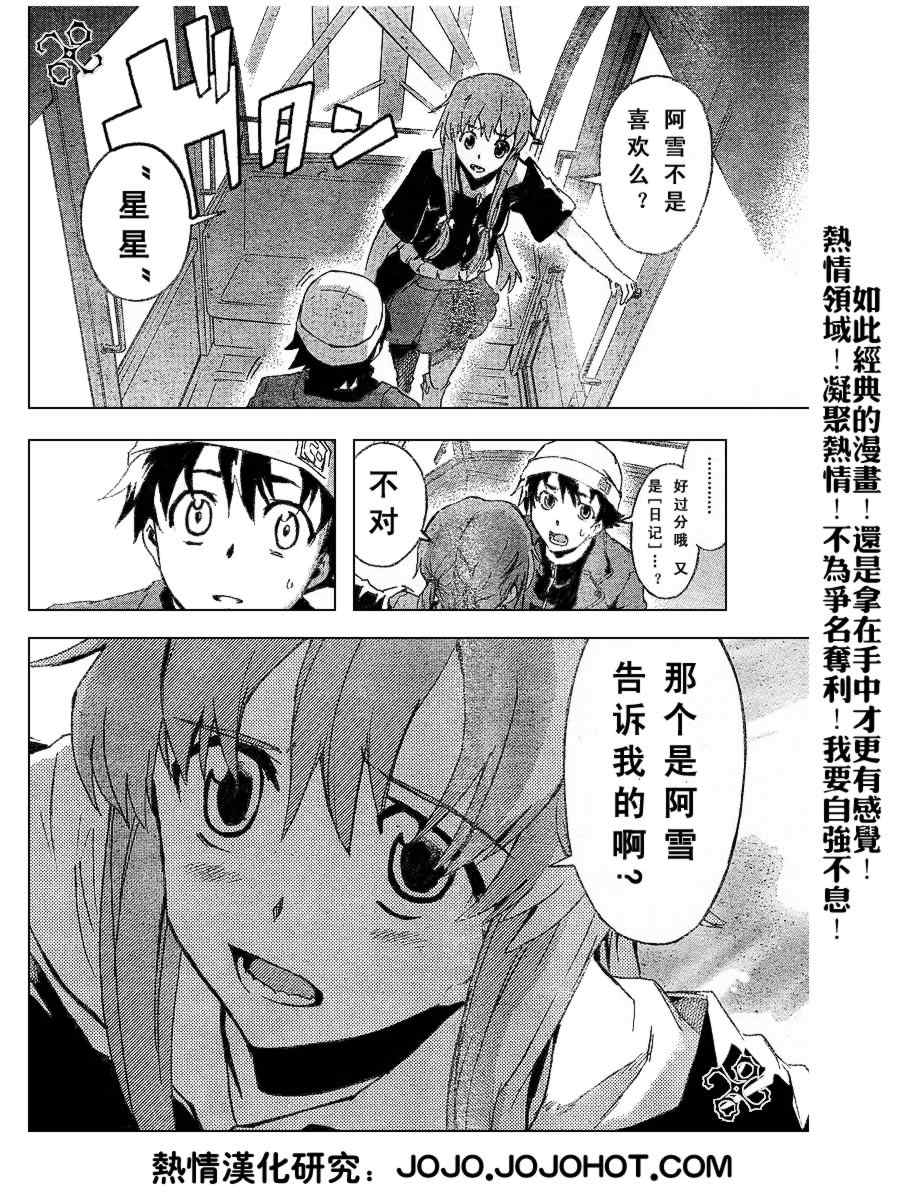 阿雪不是
喜欢么？
ガタン
〝星星〝
………
好过分哦 又
是［日记］…？
不对
那个是阿雪
告诉我的啊？
如此經典的漫畫！還是拿在手中才更有感覺！
熱情領域！凝聚熱情！不為爭名奪利！我要自強不息！
熱情漢化研究：JOJO.JOJOHOT.COM